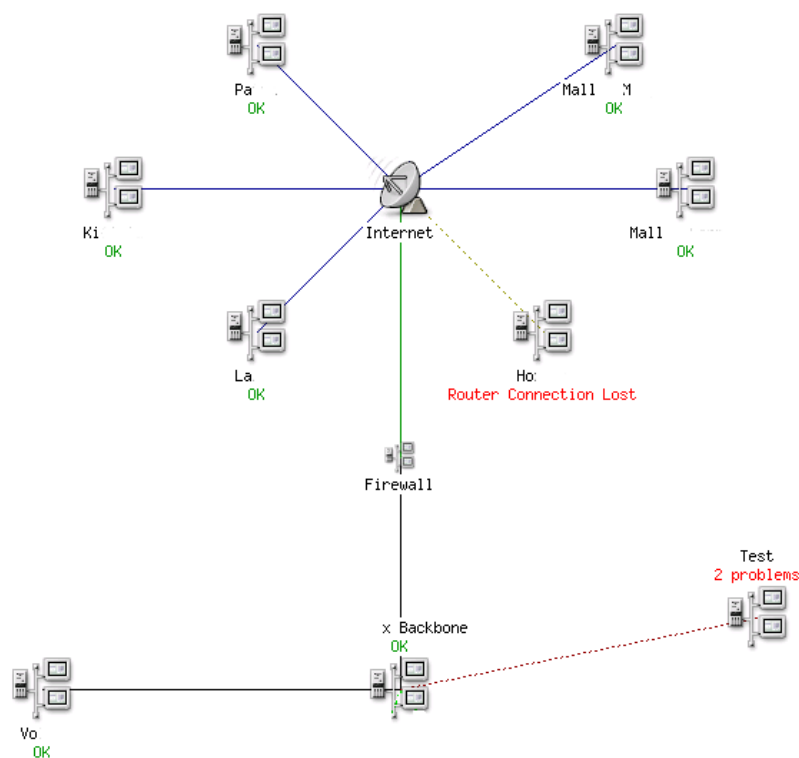 Pa
OK
Mall M
OK
Ki
OK
Internet
Mall
OK
La
OK
Ho
Router Connection Lost
Firewall
Test
2 problems
x Backbone
OK
Vo
OK